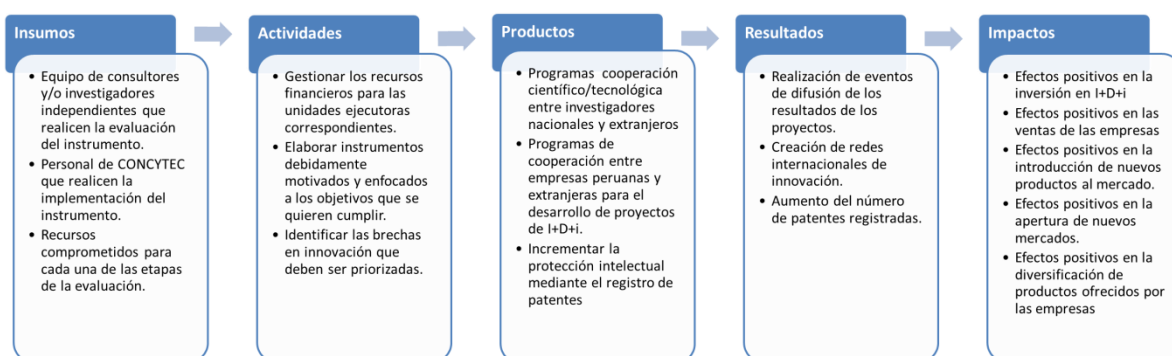 Insumos
• Equipo de consultores
y/o investigadores
independientes que
realicen la evaluación
del instrumento.
• Personal de CONCYTEC
que realicen la
implementación del
instrumento.
• Recursos
comprometidos para
cada una de las etapas
de la evaluación.
Actividades
• Gestionar los recursos
financieros para las
unidades ejecutoras
correspondientes.
• Elaborar instrumentos
debidamente
motivados y enfocados
a los objetivos que se
quieren cumplir.
• Identificar las brechas
en innovación que
deben ser priorizadas.
Productos
• Programas cooperación
científico/tecnológica
entre investigadores
nacionales y extranjeros
• Programas de
cooperación entre
empresas peruanas y
extranjeras para el
desarrollo de proyectos
de I+D+i.
• Incrementar la
protección intelectual
mediante el registro de
patentes
Resultados
• Realización de eventos
de difusión de los
resultados de los
proyectos.
• Creación de redes
internacionales de
innovación.
• Aumento del número
de patentes registradas.
Impactos
• Efectos positivos en la
inversión en I+D+i
• Efectos positivos en las
ventas de las empresas
• Efectos positivos en la
introducción de nuevos
productos al mercado.
• Efectos positivos en la
apertura de nuevos
mercados.
• Efectos positivos en la
diversificación de
productos ofrecidos por
las empresas